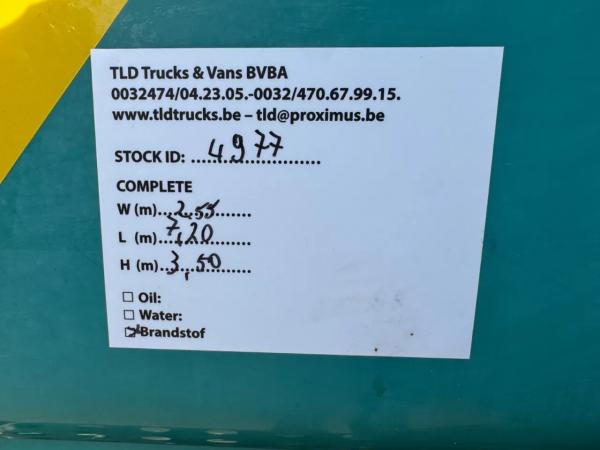 TLD Trucks & Vans BVBA
0032474/04.23.05.-0032/470.67.99.15.
www.tldtrucks.be – tld@proximus.be
STOCK ID: ...4977...
COMPLETE
W (m)...2,55...
L (m)...7,20...
H (m)...3,50...
☐ Oil:
☐ Water:
☑ Brandstof